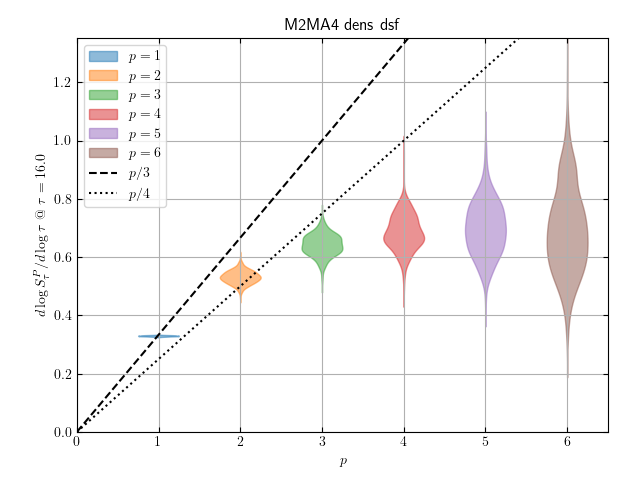 M2MA4 dens dsf
d log S_τ^P / d log τ @ τ = 16.0
1.2
1.0
0.8
0.6
0.4
0.2
0.0
p = 1
p = 2
p = 3
p = 4
p = 5
p = 6
p/3
p/4
0 1 2 3 4 5 6
p